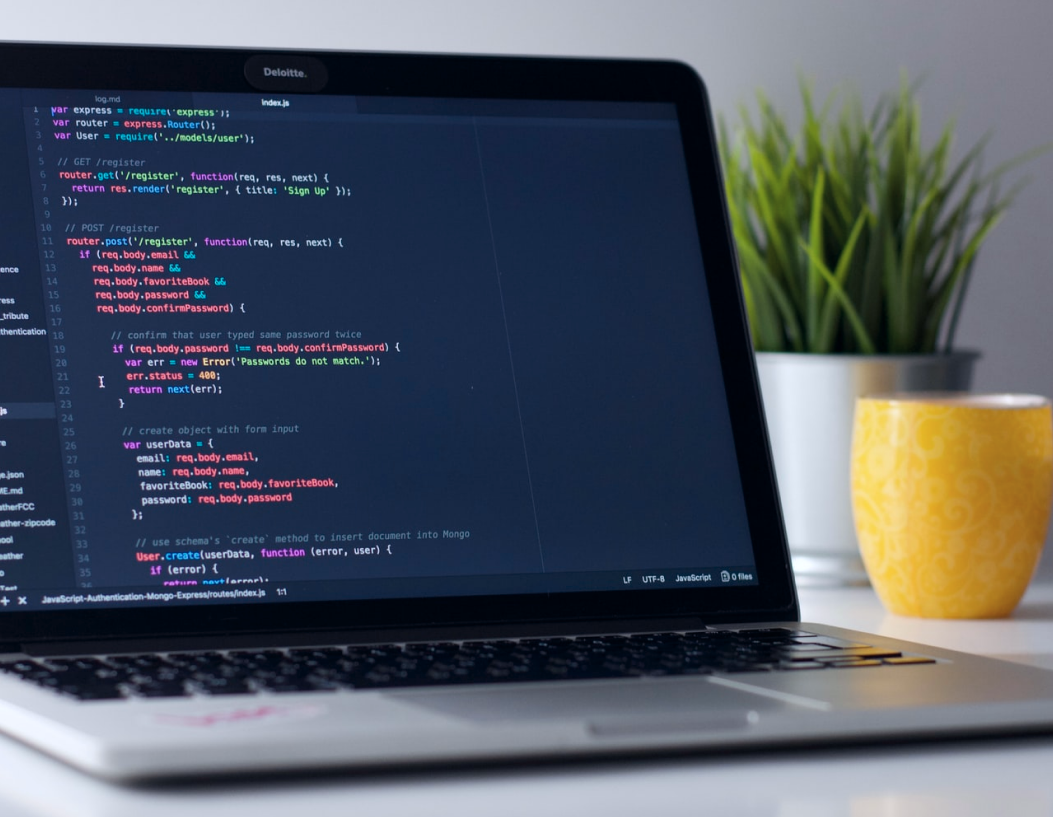 Deloitte.
log.md index.js
1 var express = require('express');
2 var router = express.Router();
3 var User = require('../models/user');
4
5 // GET /register
6 router.get('/register', function(req, res, next) {
7 return res.render('register', { title: 'Sign Up' });
8 });
9
10 // POST /register
11 router.post('/register', function(req, res, next) {
12 if (req.body.email &&
13 req.body.name &&
14 req.body.favoriteBook &&
15 req.body.password &&
16 req.body.confirmPassword) {
17
18 // confirm that user typed same password twice
19 if (req.body.password !== req.body.confirmPassword) {
20 var err = new Error('Passwords do not match.');
21 err.status = 400;
22 return next(err);
23 }
24
25 // create object with form input
26 var userData = {
27 email: req.body.email,
28 name: req.body.name,
29 favoriteBook: req.body.favoriteBook,
30 password: req.body.password
31 };
32
33 // use schema's `create` method to insert document into Mongo
34 User.create(userData, function (error, user) {
35 if (error) {
36 return next(error);
ence
ress
_tribute
thentication
js
re
e.json
ME.md
atherFCC
ather-zipcode
ool
eather
o
+ × JavaScript-Authentication-Mongo-Express/routes/index.js 1:1 LF UTF-8 JavaScript 0 files